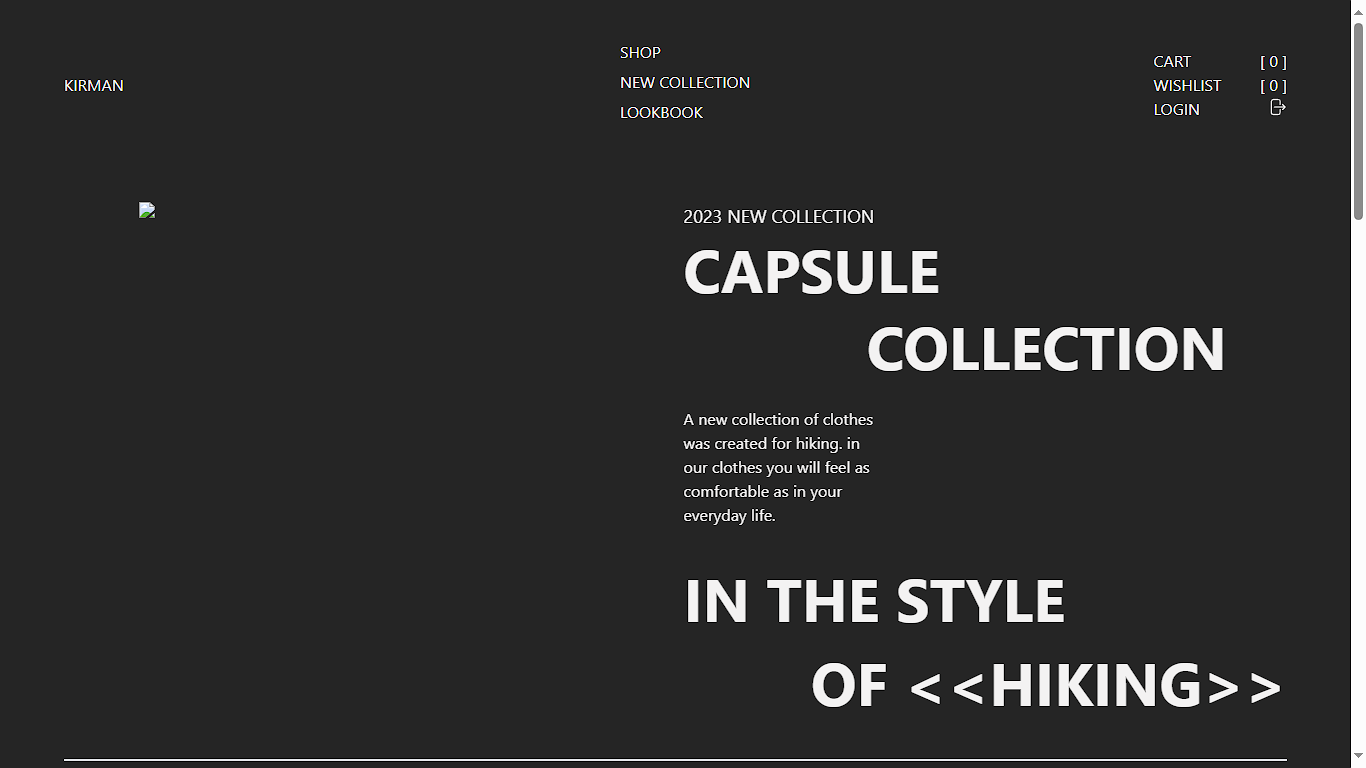 KIRMAN
SHOP
NEW COLLECTION
LOOKBOOK
CART [ 0 ]
WISHLIST [ 0 ]
LOGIN
2023 NEW COLLECTION
CAPSULE
COLLECTION
A new collection of clothes
was created for hiking. in
our clothes you will feel as
comfortable as in your
everyday life.
IN THE STYLE
OF <<HIKING>>